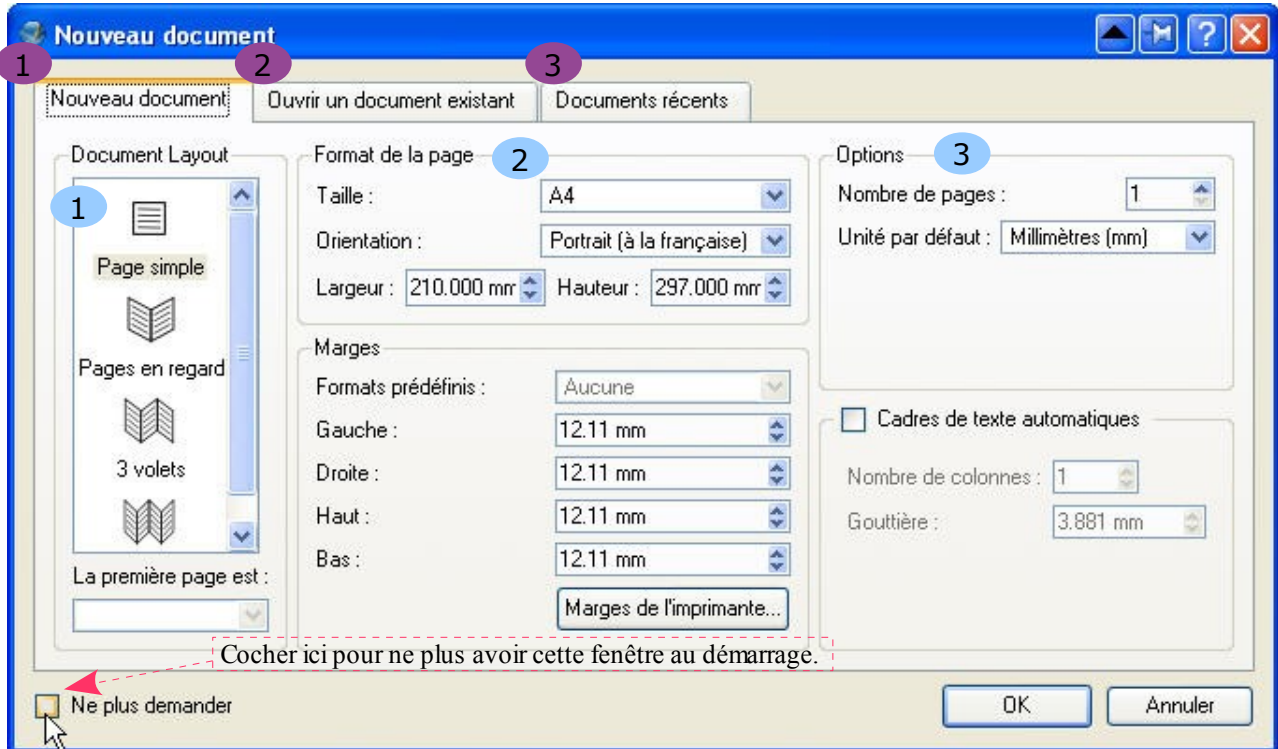 Nouveau document
1 2 3
Nouveau document Ouvrir un document existant Documents récents
Document Layout
1
Page simple
Pages en regard
3 volets
La première page est :
Format de la page 2
Taille : A4
Orientation : Portrait (à la française)
Largeur : 210.000 mm Hauteur : 297.000 mm
Marges
Formats prédéfinis : Aucune
Gauche : 12.11 mm
Droite : 12.11 mm
Haut : 12.11 mm
Bas : 12.11 mm
Marges de l'imprimante...
Options 3
Nombre de pages : 1
Unité par défaut : Millimètres (mm)
Cadres de texte automatiques
Nombre de colonnes : 1
Gouttière : 3.881 mm
Cocher ici pour ne plus avoir cette fenêtre au démarrage.
Ne plus demander
OK Annuler